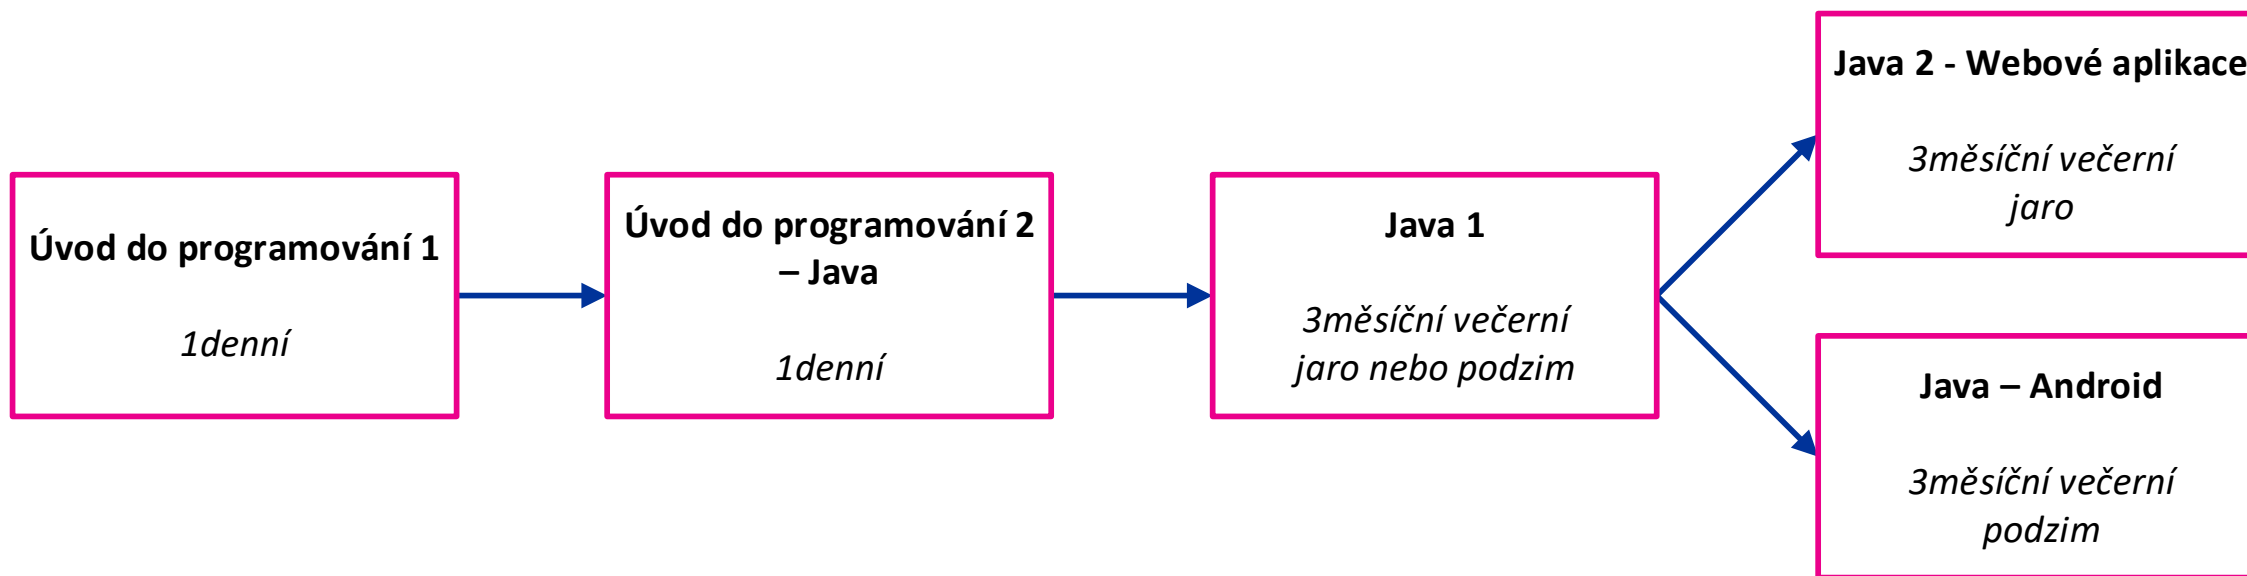 Úvod do programování 1
1denní
Úvod do programování 2
– Java
1denní
Java 1
3měsíční večerní
jaro nebo podzim
Java 2 - Webové aplikace
3měsíční večerní
jaro
Java – Android
3měsíční večerní
podzim